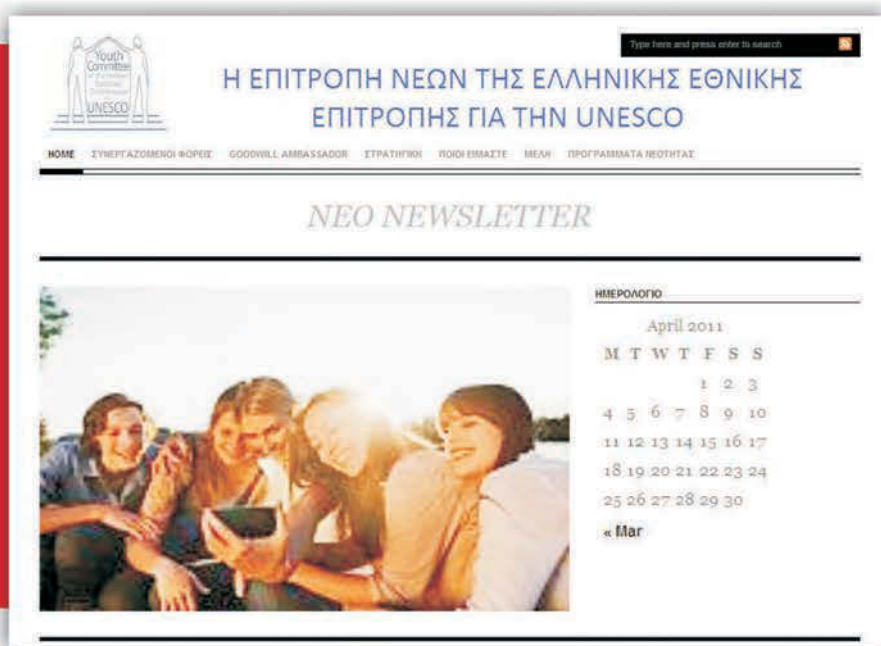 Youth
Committee
UNESCO
Type here and press enter to search
Η ΕΠΙΤΡΟΠΗ ΝΕΩΝ ΤΗΣ ΕΛΛΗΝΙΚΗΣ ΕΘΝΙΚΗΣ
ΕΠΙΤΡΟΠΗΣ ΓΙΑ ΤΗΝ UNESCO
HOME ΣΥΝΕΡΓΑΖΟΜΕΝΟΙ ΦΟΡΕΙΣ GOODWILL AMBASSADOR ΣΤΡΑΤΗΓΙΚΗ ΠΟΙΟΙ ΕΙΜΑΣΤΕ ΜΕΛΗ ΠΡΟΓΡΑΜΜΑΤΑ ΝΕΟΤΗΤΑΣ
NEO NEWSLETTER
ΗΜΕΡΟΛΟΓΙΟ
April 2011
M T W T F S S
1 2 3
4 5 6 7 8 9 10
11 12 13 14 15 16 17
18 19 20 21 22 23 24
25 26 27 28 29 30
« Mar